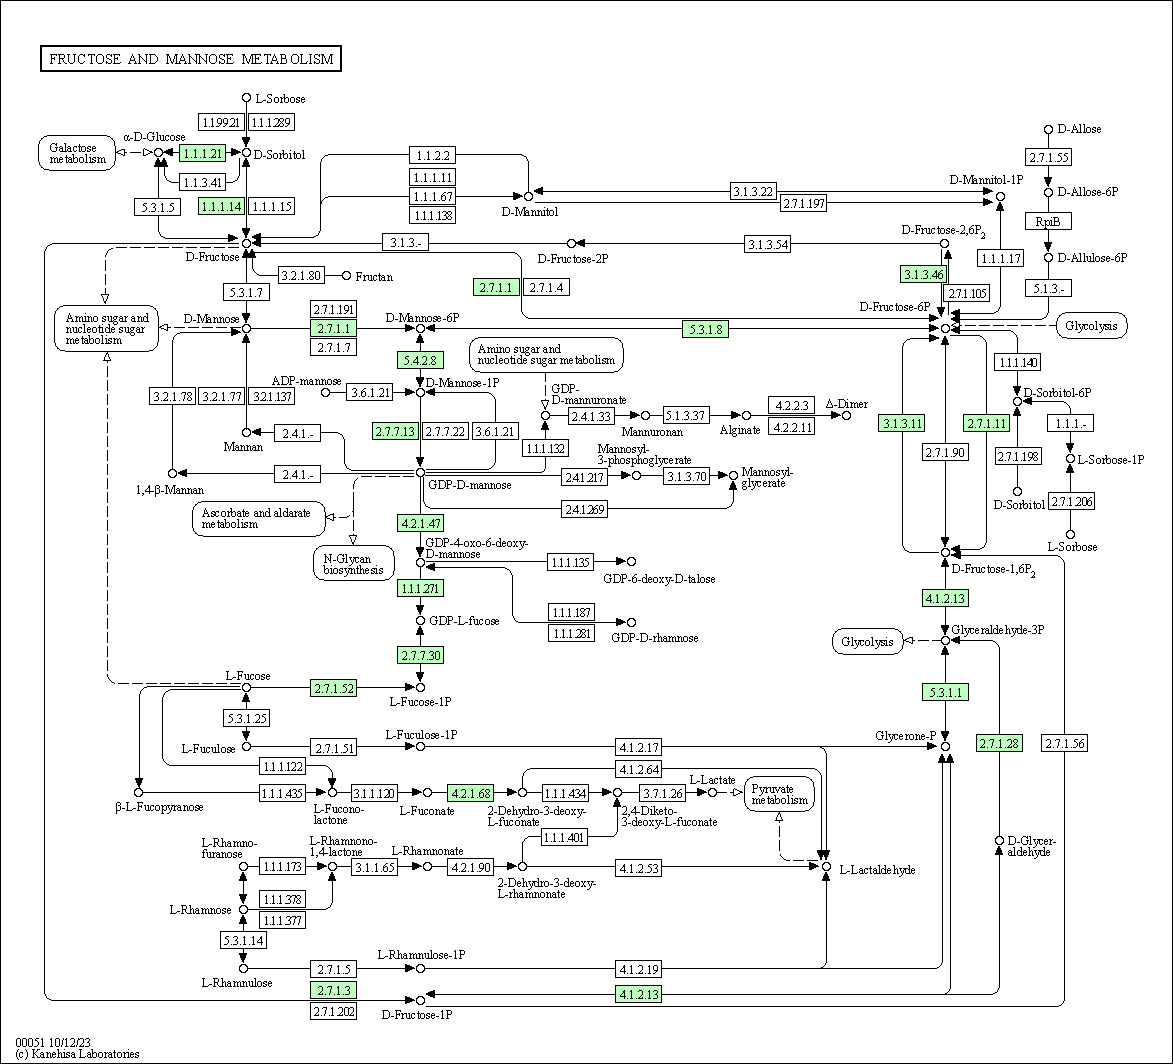 FRUCTOSE AND MANNOSE METABOLISM
L-Sorbose
1.1.99.21
1.1.1.289
α-D-Glucose
Galactose
metabolism
1.1.1.21
D-Sorbitol
1.1.3.41
5.3.1.5
1.1.1.14
1.1.1.15
1.1.2.2
1.1.1.11
1.1.1.67
1.1.1.138
D-Mannitol
3.1.3.22
2.7.1.197
D-Mannitol-1P
D-Allose
2.7.1.55
D-Allose-6P
RpiB
D-Allulose-6P
5.1.3.-
D-Fructose
3.1.3.-
D-Fructose-2P
3.1.3.54
D-Fructose-2,6P2
1.1.1.17
3.2.1.80
Fructan
5.3.1.7
2.7.1.1
2.7.1.4
3.1.3.46
2.7.1.105
D-Fructose-6P
Glycolysis
Amino sugar and
nucleotide sugar
metabolism
D-Mannose
2.7.1.191
2.7.1.1
2.7.1.7
D-Mannose-6P
5.3.1.8
5.4.2.8
Amino sugar and
nucleotide sugar metabolism
1.1.1.140
D-Sorbitol-6P
ADP-mannose
3.6.1.21
D-Mannose-1P
GDP-
D-mannuronate
3.2.1.78
3.2.1.77
3.2.1.137
2.4.1.33
Mannuronan
5.1.3.37
Alginate
4.2.2.3
4.2.2.11
Δ-Dimer
3.1.3.11
2.7.1.11
1.1.1.-
Mannan
2.4.1.-
2.7.7.13
2.7.7.22
3.6.1.21
1.1.1.132
2.7.1.90
2.7.1.198
L-Sorbose-1P
1,4-β-Mannan
2.4.1.-
GDP-D-mannose
Mannosyl-
3-phosphoglycerate
2.4.1.217
3.1.3.70
Mannosyl-
glycerate
2.4.1.269
D-Sorbitol
2.7.1.206
L-Sorbose
Ascorbate and aldarate
metabolism
4.2.1.47
N-Glycan
biosynthesis
GDP-4-oxo-6-deoxy-
D-mannose
1.1.1.135
GDP-6-deoxy-D-talose
D-Fructose-1,6P2
1.1.1.271
4.1.2.13
GDP-L-fucose
1.1.1.187
1.1.1.281
GDP-D-rhamnose
Glycolysis
Glyceraldehyde-3P
2.7.7.30
L-Fucose
2.7.1.52
L-Fucose-1P
5.3.1.1
5.3.1.25
L-Fuculose
2.7.1.51
L-Fuculose-1P
4.1.2.17
Glycerone-P
2.7.1.28
2.7.1.56
1.1.1.122
4.1.2.64
β-L-Fucopyranose
1.1.1.435
L-Fucono-
lactone
3.1.1.120
L-Fuconate
4.2.1.68
2-Dehydro-3-deoxy-
L-fuconate
1.1.1.434
2,4-Diketo-
3-deoxy-L-fuconate
3.7.1.26
L-Lactate
Pyruvate
metabolism
1.1.1.401
L-Rhamno-
furanose
1.1.1.173
L-Rhamnono-
1,4-lactone
3.1.1.65
L-Rhamnonate
4.2.1.90
2-Dehydro-3-deoxy-
L-rhamnonate
4.1.2.53
L-Lactaldehyde
D-Glycer-
aldehyde
1.1.1.378
1.1.1.377
L-Rhamnose
5.3.1.14
L-Rhamnulose
2.7.1.5
L-Rhamnulose-1P
4.1.2.19
2.7.1.3
2.7.1.202
D-Fructose-1P
4.1.2.13
00051 10/12/23
(c) Kanehisa Laboratories